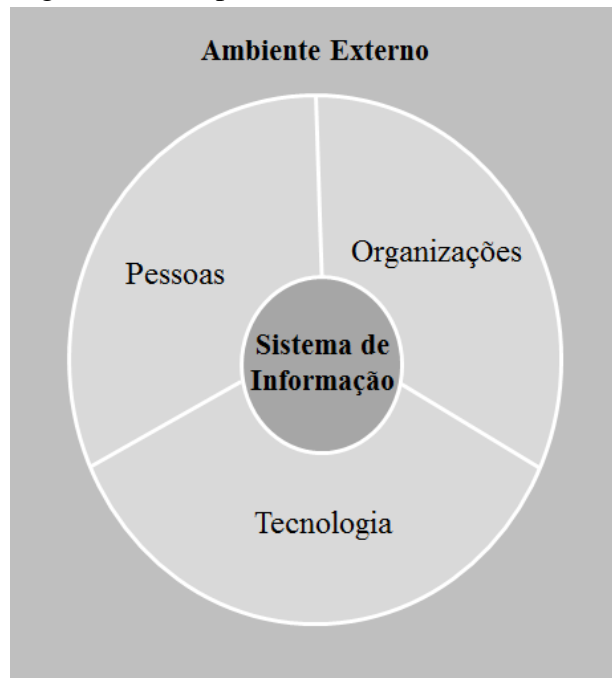 Ambiente Externo
Organizações
Pessoas
Sistema de
Informação
Tecnologia